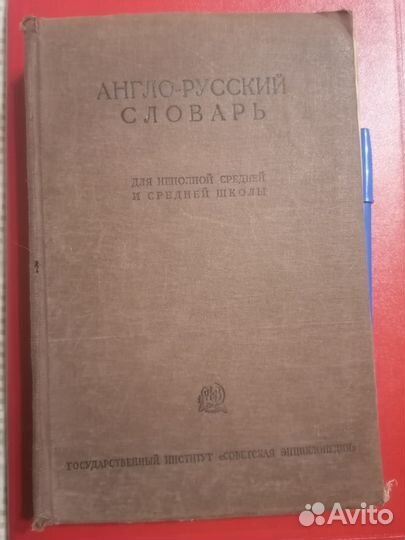 АНГЛО-РУССКИЙ
СЛОВАРЬ
ДЛЯ НЕПОЛНОЙ СРЕДНЕЙ
И СРЕДНЕЙ ШКОЛЫ
ГОСУДАРСТВЕННЫЙ ИНСТИТУТ «СОВЕТСКАЯ ЭНЦИКЛОПЕДИЯ»
Avito